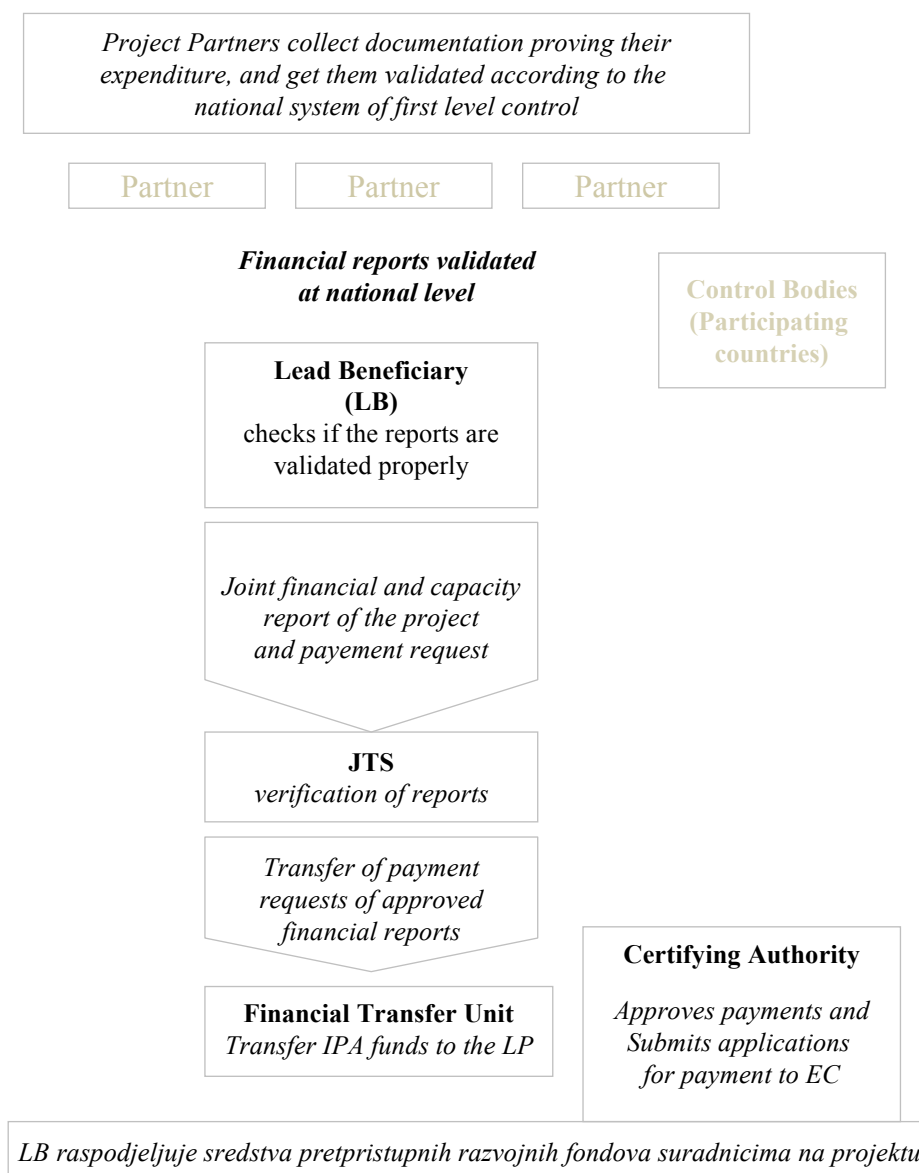 Project Partners collect documentation proving their
expenditure, and get them validated according to the
national system of first level control
Partner
Partner
Partner
Financial reports validated
at national level
Control Bodies
(Participating
countries)
Lead Beneficiary
(LB)
checks if the reports are
validated properly
Joint financial and capacity
report of the project
and payement request
JTS
verification of reports
Transfer of payment
requests of approved
financial reports
Certifying Authority
Approves payments and
Submits applications
for payment to EC
Financial Transfer Unit
Transfer IPA funds to the LP
LB raspodjeljuje sredstva pretpristupnih razvojnih fondova suradnicima na projektu